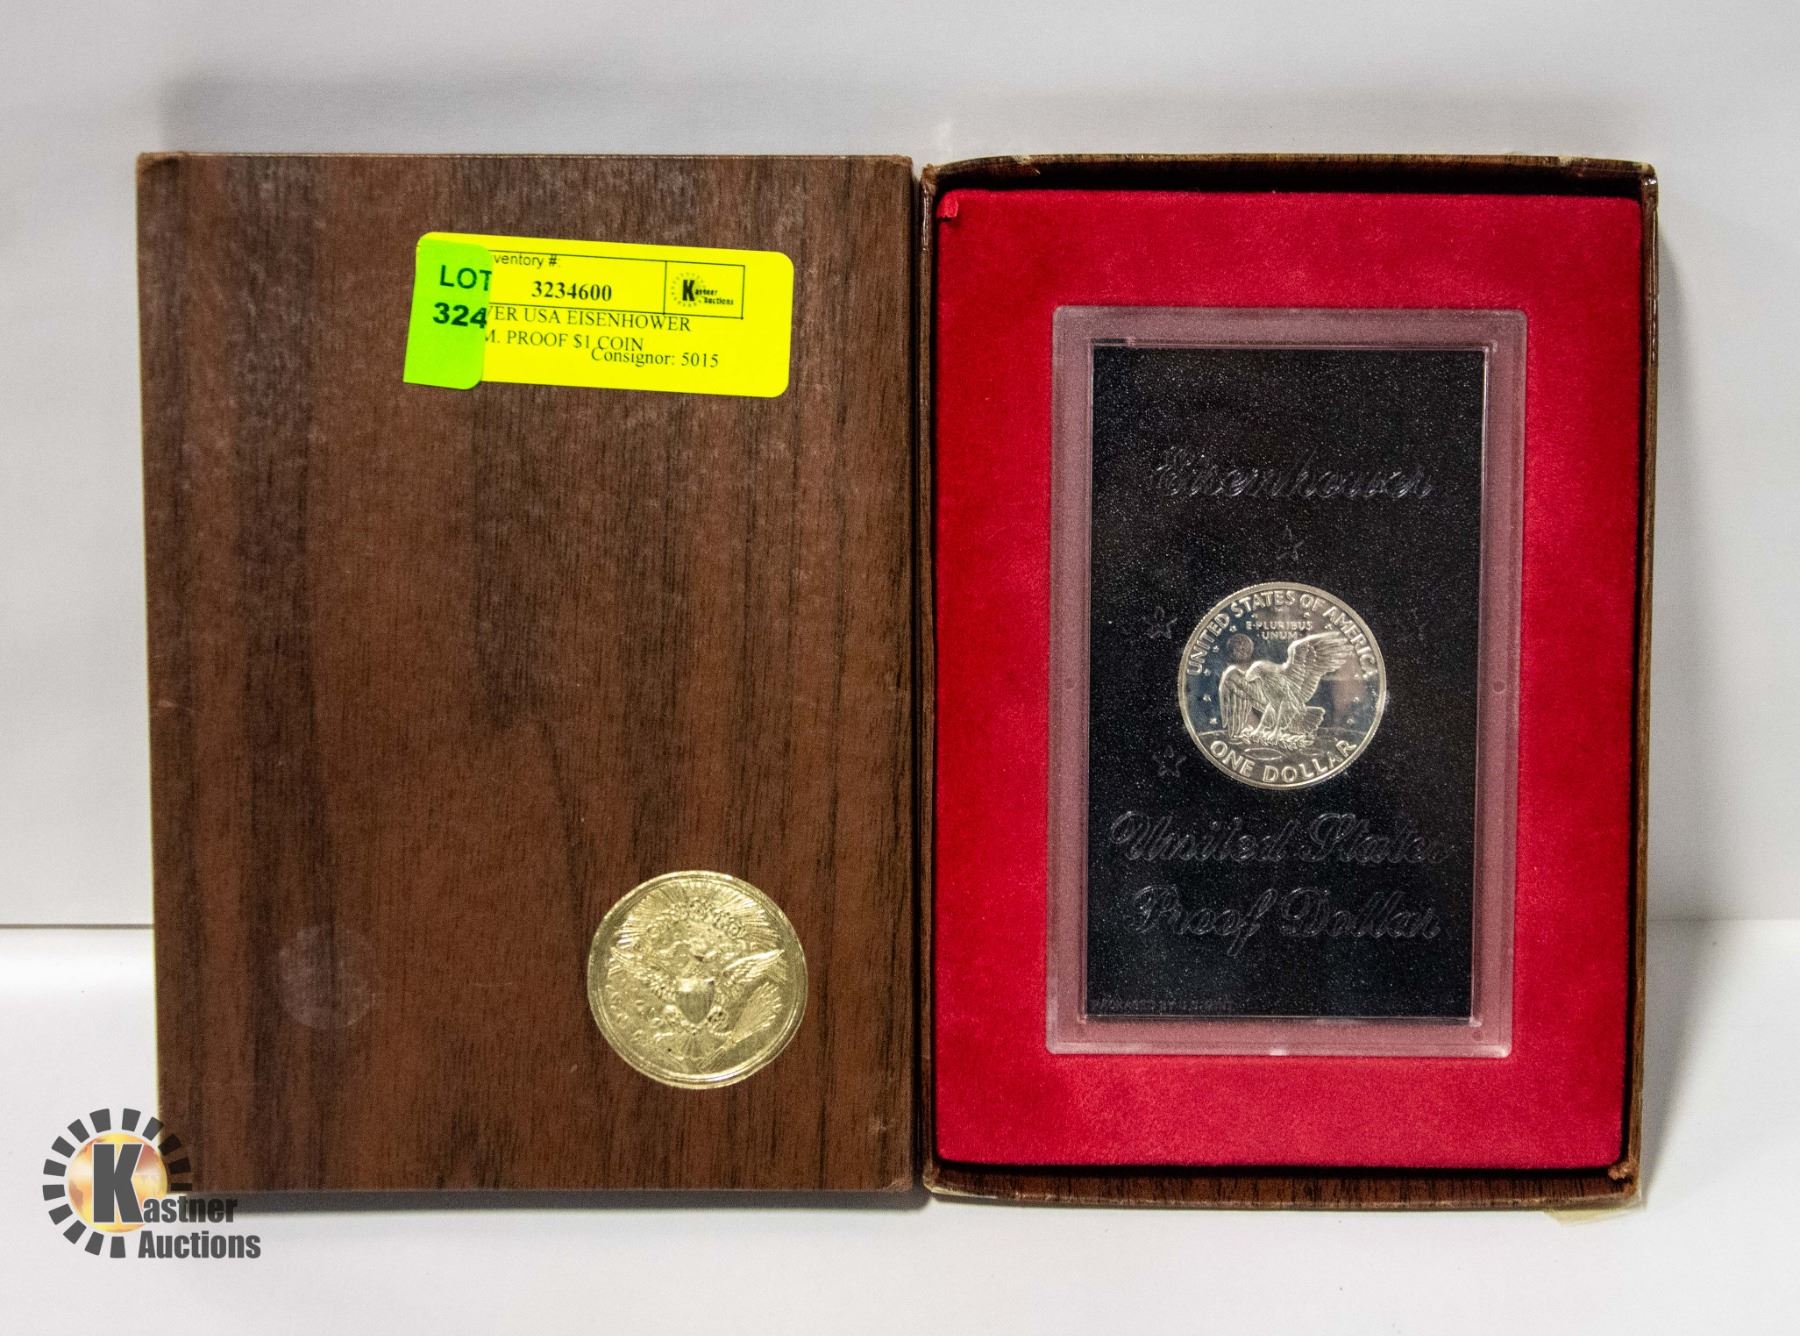 LOT
324
ventory #:
3234600
Kastner
Auctions
VER USA EISENHOWER
M. PROOF $1 COIN
Consignor: 5015
Eisenhower
UNITED STATES OF AMERICA
E·PLURIBUS
UNUM
ONE DOLLAR
United States
Proof Dollar
Kastner
Auctions